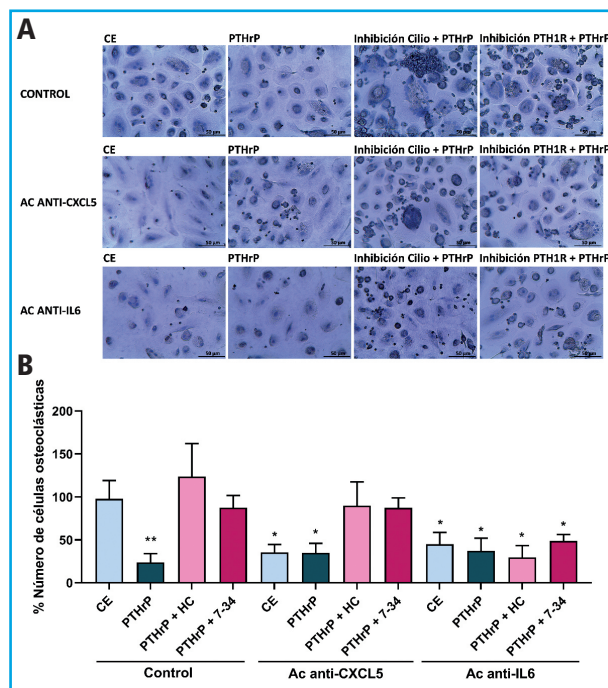 A
CE PTHrP Inhibición Cilio + PTHrP Inhibición PTH1R + PTHrP
CONTROL
50 µm 50 µm 50 µm 50 µm
CE PTHrP Inhibición Cilio + PTHrP Inhibición PTH1R + PTHrP
AC ANTI-CXCL5
50 µm 50 µm 50 µm 50 µm
CE PTHrP Inhibición Cilio + PTHrP Inhibición PTH1R + PTHrP
AC ANTI-IL6
50 µm 50 µm 50 µm 50 µm
B
% Número de células osteoclásticas
200
150
100
50
0
** * * * * * *
CE PTHrP PTHrP + HC PTHrP + 7-34 CE PTHrP PTHrP + HC PTHrP + 7-34 CE PTHrP PTHrP + HC PTHrP + 7-34
Control Ac anti-CXCL5 Ac anti-IL6